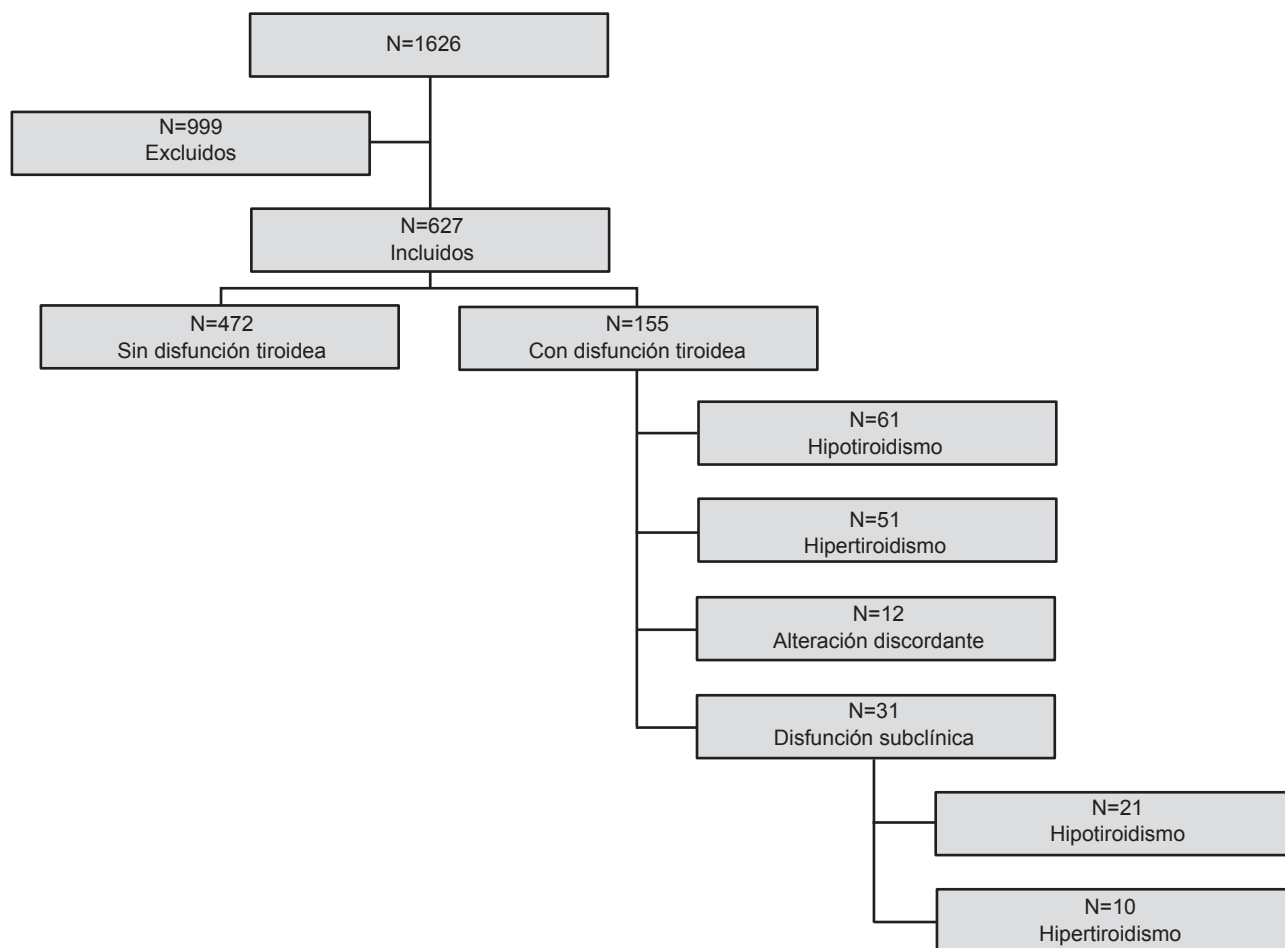 N=1626
N=999
Excluidos
N=627
Incluidos
N=472
Sin disfunción tiroidea
N=155
Con disfunción tiroidea
N=61
Hipotiroidismo
N=51
Hipertiroidismo
N=12
Alteración discordante
N=31
Disfunción subclínica
N=21
Hipotiroidismo
N=10
Hipertiroidismo